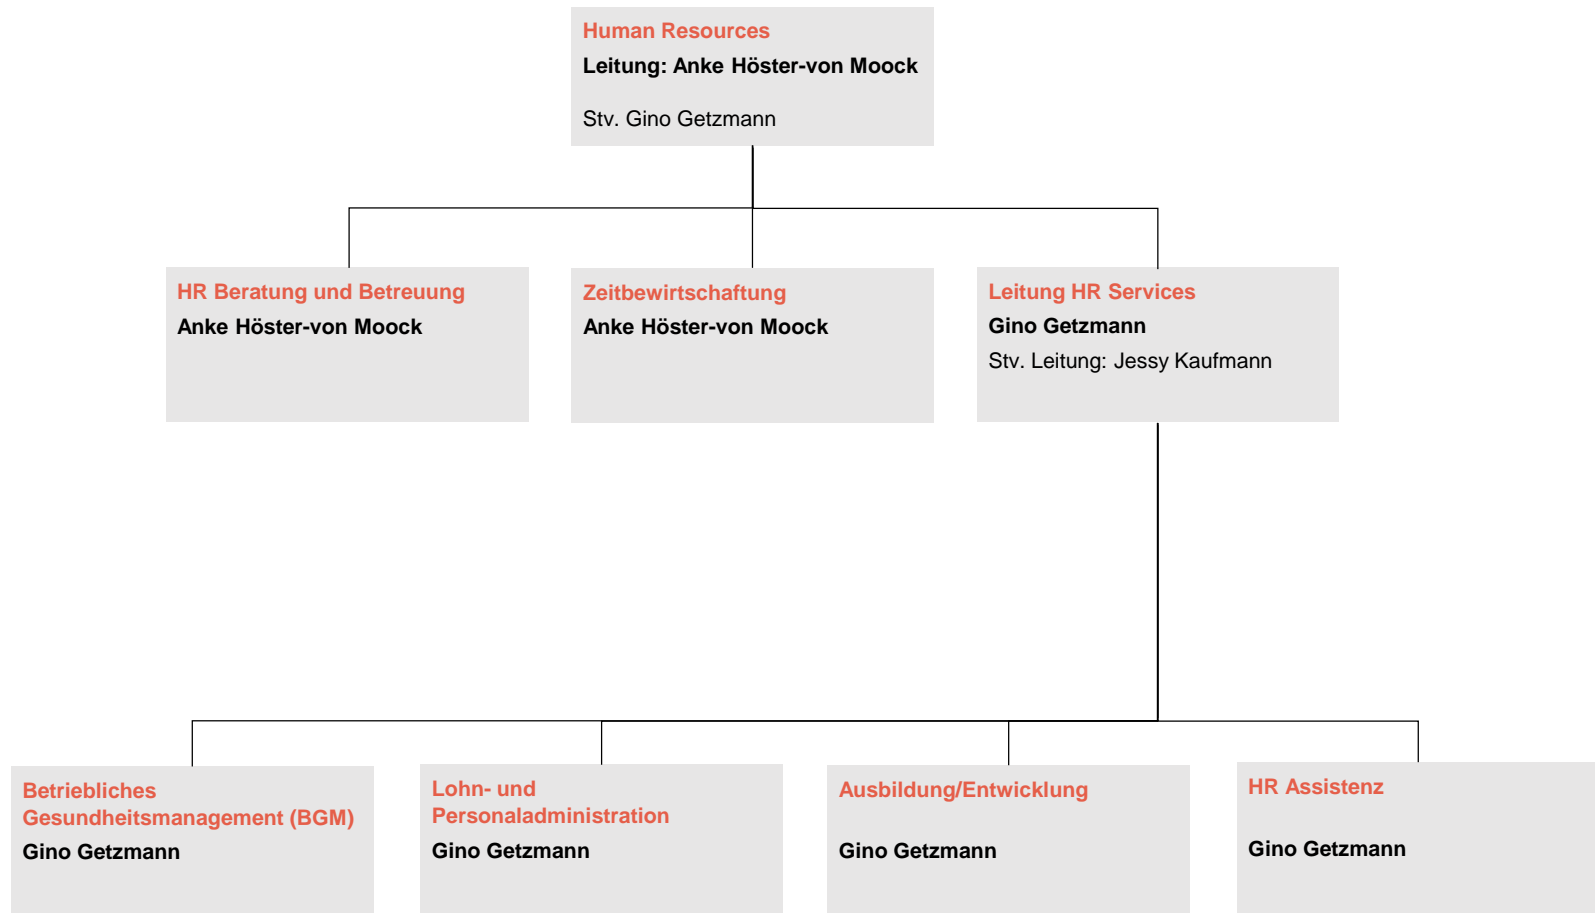 Human Resources
Leitung: Anke Höster-von Moock
Stv. Gino Getzmann
HR Beratung und Betreuung
Anke Höster-von Moock
Zeitbewirtschaftung
Anke Höster-von Moock
Leitung HR Services
Gino Getzmann
Stv. Leitung: Jessy Kaufmann
Betriebliches
Gesundheitsmanagement (BGM)
Gino Getzmann
Lohn- und
Personaladministration
Gino Getzmann
Ausbildung/Entwicklung
Gino Getzmann
HR Assistenz
Gino Getzmann